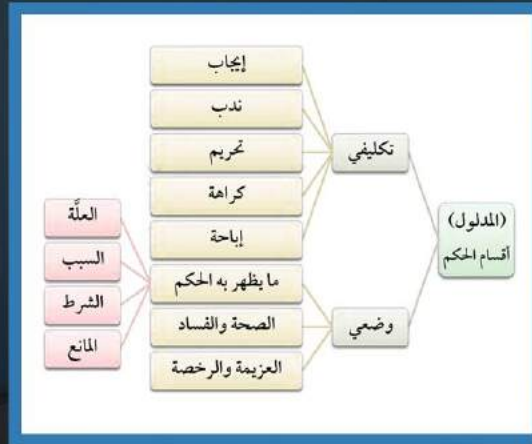 (المدلول)
أقسام الحكم
تكليفي
إيجاب
ندب
تحريم
كراهة
إباحة
وضعي
ما يظهر به الحكم
العلَّة
السبب
الشرط
المانع
الصحة والفساد
العزيمة والرخصة